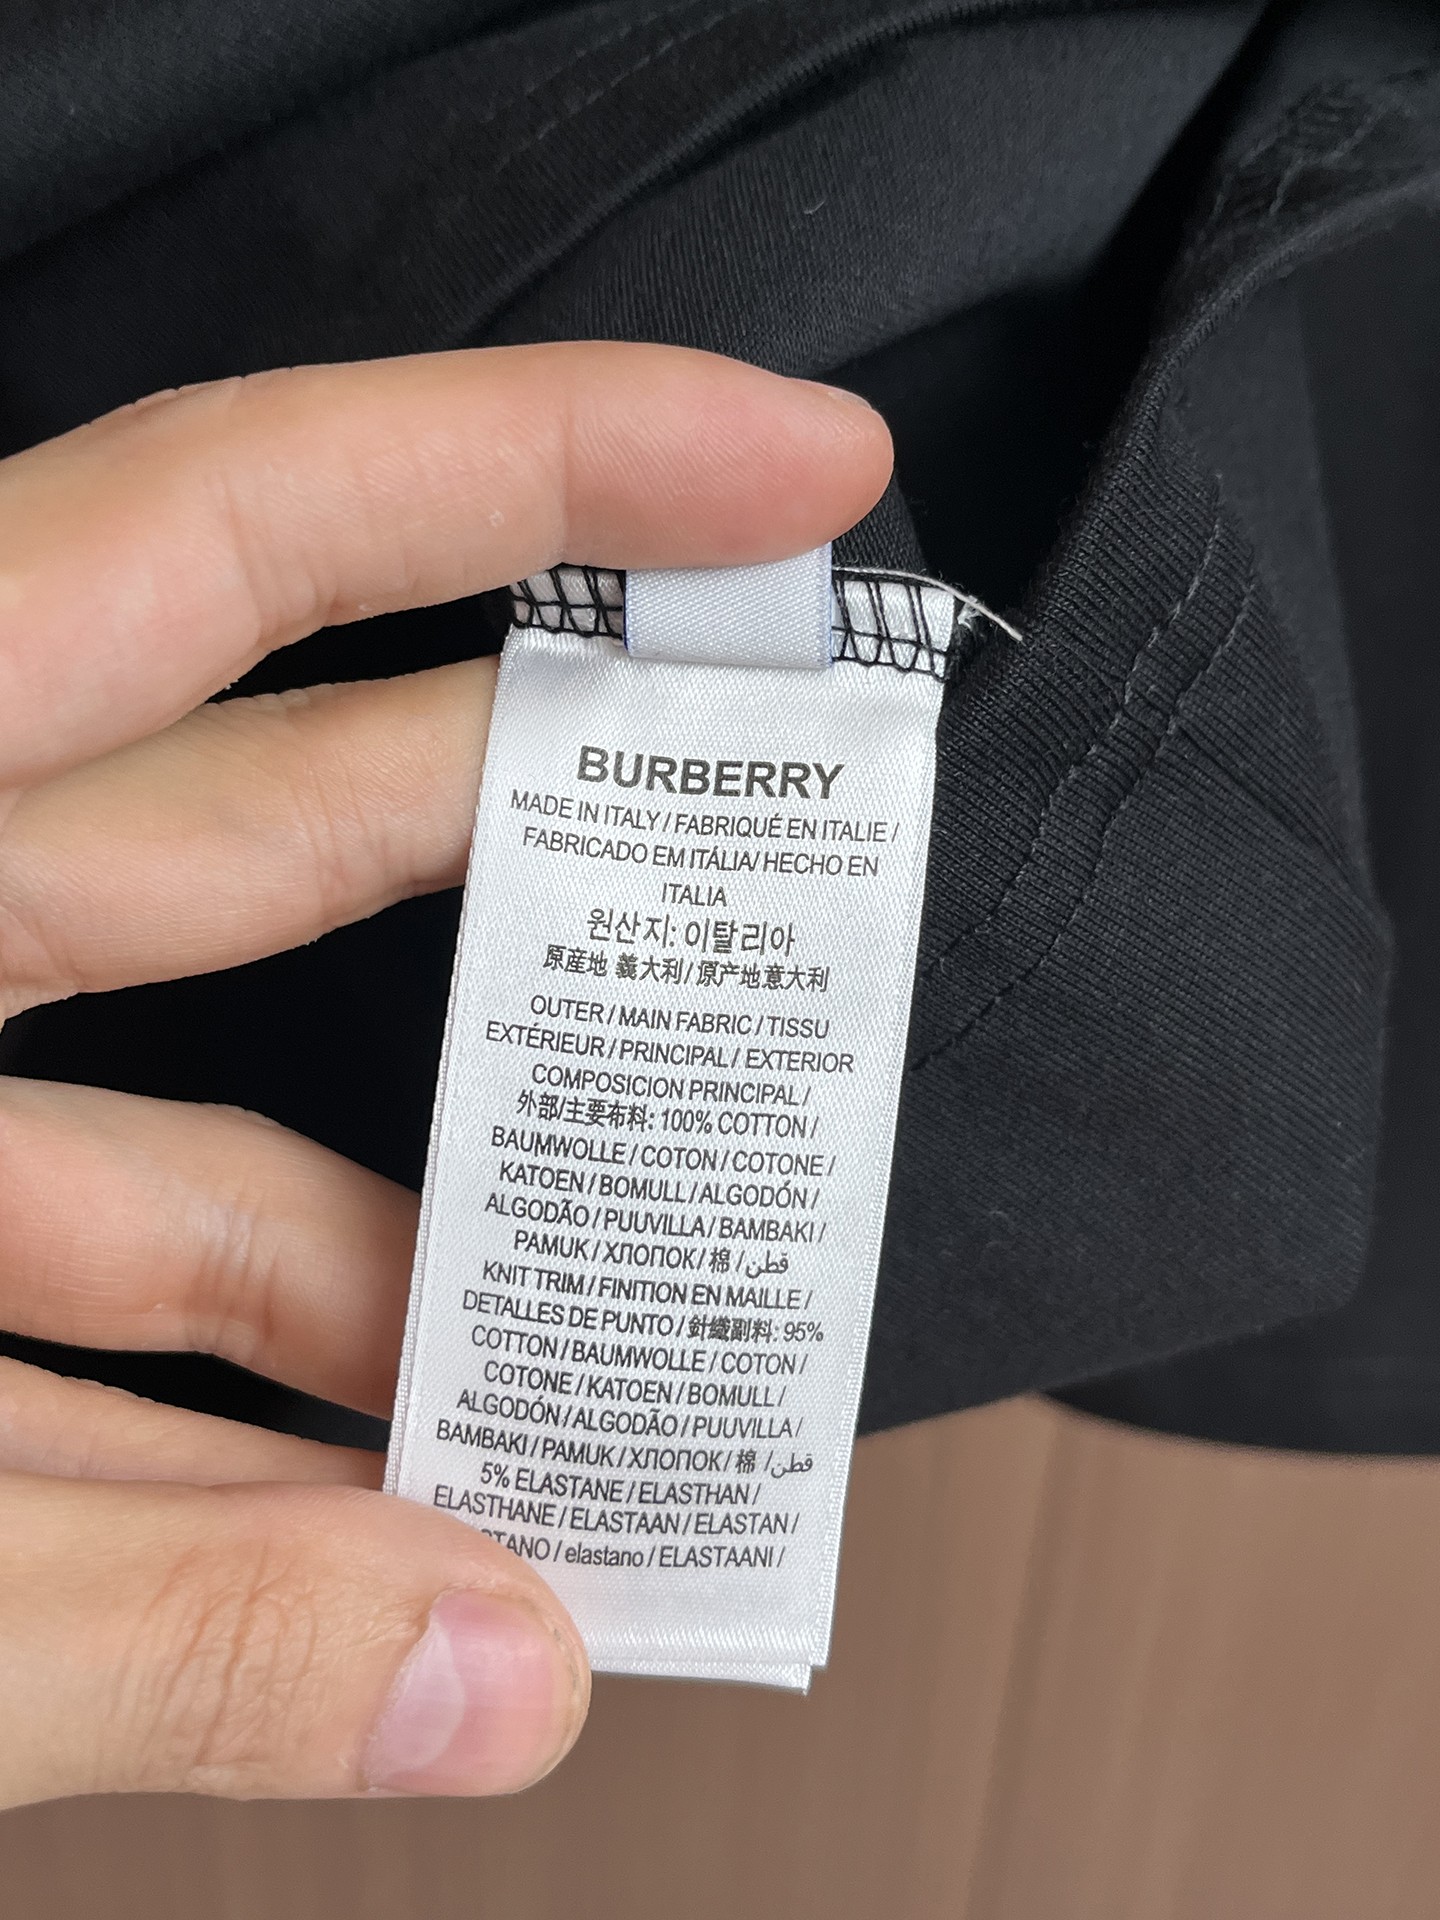 BURBERRY
MADE IN ITALY / FABRIQUÉ EN ITALIE /
FABRICADO EM ITÁLIA/ HECHO EN
ITALIA
원산지: 이탈리아
原産地 義大利/ 原产地意大利
OUTER / MAIN FABRIC / TISSU
EXTÉRIEUR / PRINCIPAL / EXTERIOR
COMPOSICION PRINCIPAL /
外部/主要布料: 100% COTTON /
BAUMWOLLE / COTON / COTONE /
KATOEN / BOMULL / ALGODÓN /
ALGODÃO / PUUVILLA / BAMBAKI /
PAMUK / ХЛОПОК / 棉 / قطن
KNIT TRIM / FINITION EN MAILLE /
DETALLES DE PUNTO / 針織副料: 95%
COTTON / BAUMWOLLE / COTON /
COTONE / KATOEN / BOMULL /
ALGODÓN / ALGODÃO / PUUVILLA /
BAMBAKI / PAMUK / ХЛОПОК / 棉 / قطن
5% ELASTANE / ELASTHAN /
ELASTHANE / ELASTAAN / ELASTAN /
/ elastano / ELASTAANI /